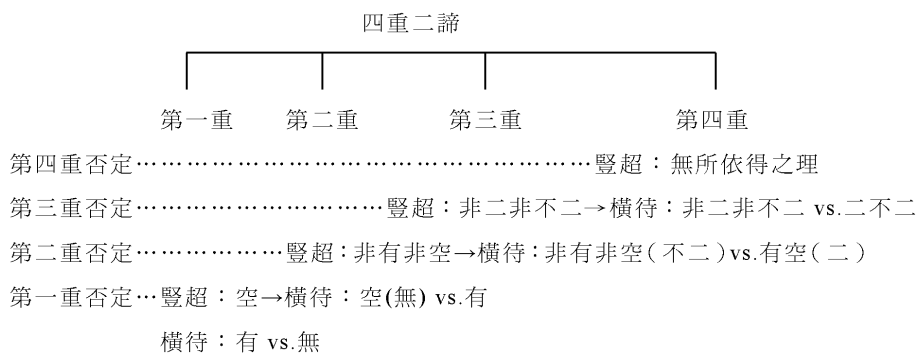 四重二諦
第一重 第二重 第三重 第四重
第四重否定………………………………………………豎超：無所依得之理
第三重否定…………………………豎超：非二非不二→橫待：非二非不二 vs.二不二
第二重否定………………豎超：非有非空→橫待：非有非空（不二）vs.有空（二）
第一重否定…豎超：空→橫待：空(無) vs.有
橫待：有 vs.無